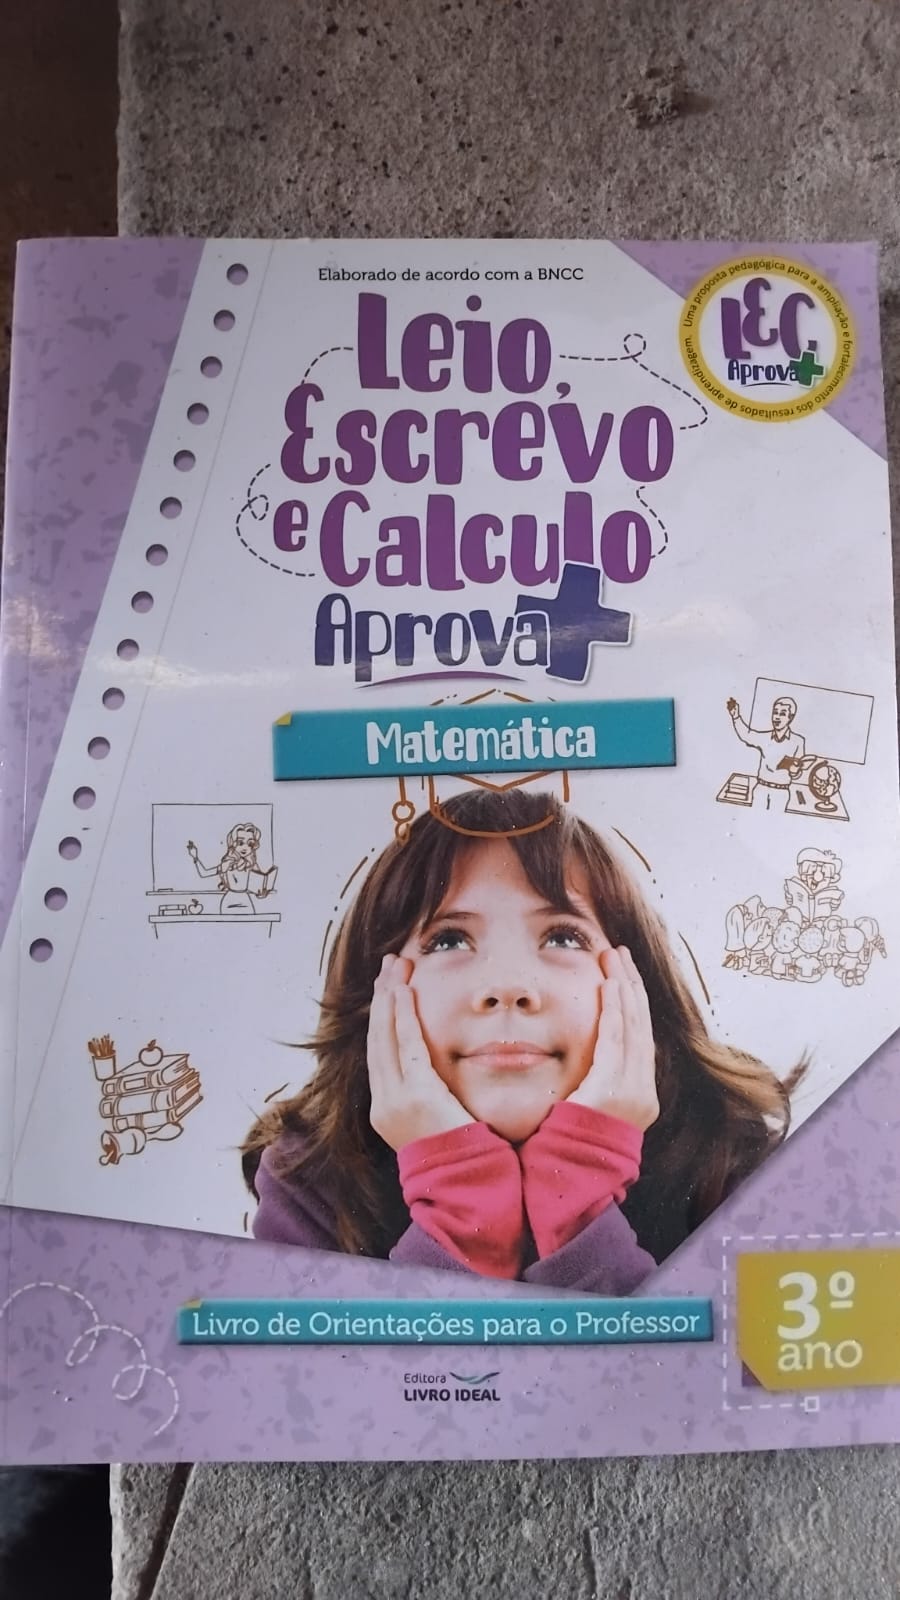 Elaborado de acordo com a BNCC
Leio,
Escrevo
e Calculo
Aprova+
Uma proposta pedagógica para a ampliação e fortalecimento dos resultados de aprendizagem.
LEC
Aprova+
Matemática
Livro de Orientações para o Professor
3º
ano
Editora
LIVRO IDEAL